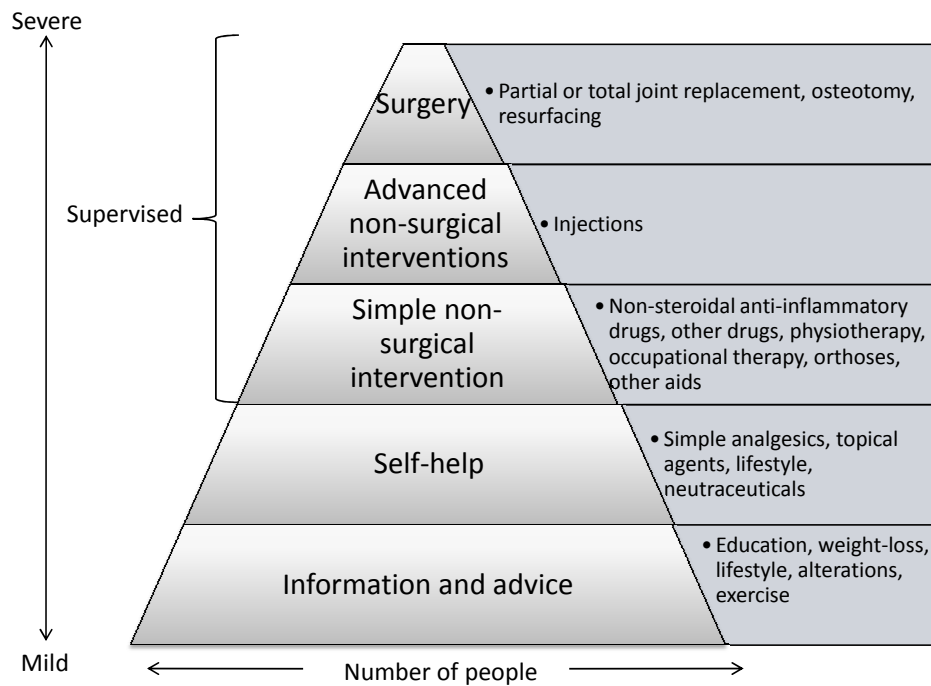 Severe
Surgery
• Partial or total joint replacement, osteotomy,
resurfacing
Supervised
Advanced
non-surgical
interventions
• Injections
Simple non-
surgical
intervention
• Non-steroidal anti-inflammatory
drugs, other drugs, physiotherapy,
occupational therapy, orthoses,
other aids
Self-help
• Simple analgesics, topical
agents, lifestyle,
neutraceuticals
Information and advice
• Education, weight-loss,
lifestyle, alterations,
exercise
Mild
Number of people